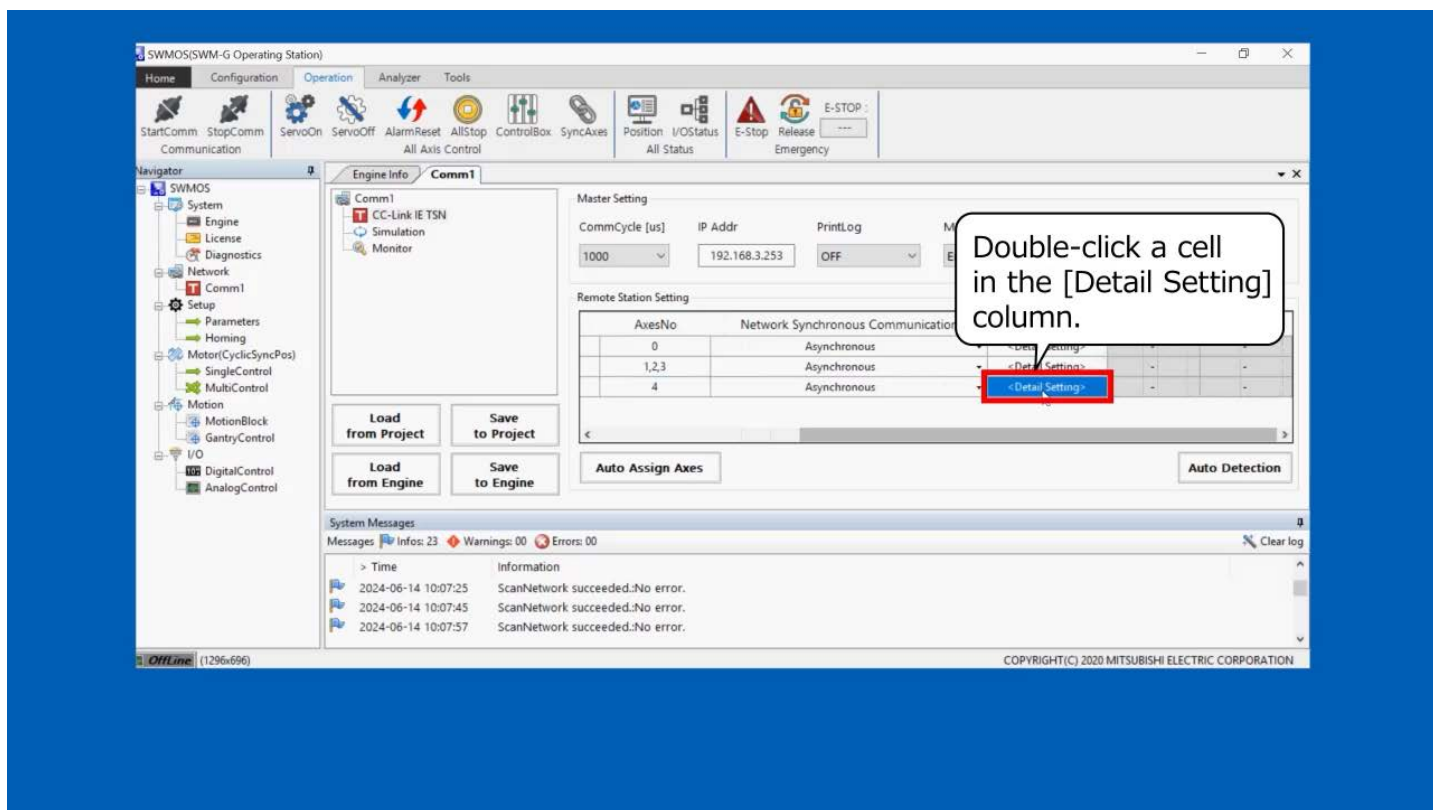 SWMOS(SWM-G Operating Station)
Home Configuration Operation Analyzer Tools
StartComm StopComm ServoOn ServoOff AlarmReset AllStop ControlBox SyncAxes Position I/OStatus E-Stop Release E-STOP : ---
Communication All Axis Control All Status Emergency
Navigator
SWMOS
System
Engine
License
Diagnostics
Network
Comm1
Setup
Parameters
Homing
Motor(CyclicSyncPos)
SingleControl
MultiControl
Motion
MotionBlock
GantryControl
I/O
DigitalControl
AnalogControl
Engine Info Comm1
Comm1
CC-Link IE TSN
Simulation
Monitor
Load from Project
Save to Project
Load from Engine
Save to Engine
Master Setting
CommCycle [us] IP Addr PrintLog M
1000 192.168.3.253 OFF E
Double-click a cell
in the [Detail Setting]
column.
Remote Station Setting
AxesNo Network Synchronous Communication
0 Asynchronous <Detail Setting> - -
1,2,3 Asynchronous <Detail Setting> - -
4 Asynchronous <Detail Setting> - -
Auto Assign Axes Auto Detection
System Messages
Messages Infos: 23 Warnings: 00 Errors: 00 Clear log
> Time Information
2024-06-14 10:07:25 ScanNetwork succeeded.:No error.
2024-06-14 10:07:45 ScanNetwork succeeded.:No error.
2024-06-14 10:07:57 ScanNetwork succeeded.:No error.
OffLine (1296x696) COPYRIGHT(C) 2020 MITSUBISHI ELECTRIC CORPORATION